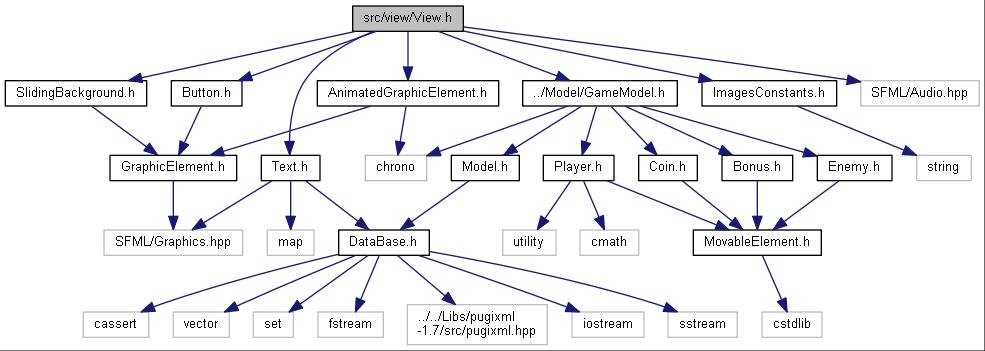 src/view/View.h
SlidingBackground.h
Button.h
AnimatedGraphicElement.h
../Model/GameModel.h
ImagesConstants.h
SFML/Audio.hpp
GraphicElement.h
Text.h
chrono
Model.h
Player.h
Coin.h
Bonus.h
Enemy.h
string
SFML/Graphics.hpp
map
DataBase.h
utility
cmath
MovableElement.h
cassert
vector
set
fstream
../../Libs/pugixml
-1.7/src/pugixml.hpp
iostream
sstream
cstdlib